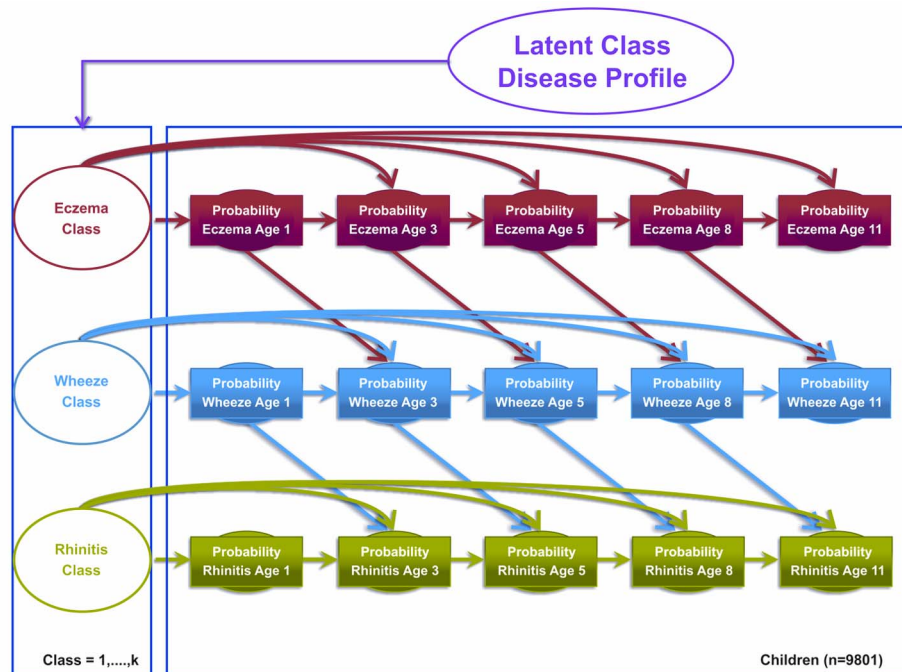 Latent Class
Disease Profile
Eczema
Class
Probability
Eczema Age 1
Probability
Eczema Age 3
Probability
Eczema Age 5
Probability
Eczema Age 8
Probability
Eczema Age 11
Wheeze
Class
Probability
Wheeze Age 1
Probability
Wheeze Age 3
Probability
Wheeze Age 5
Probability
Wheeze Age 8
Probability
Wheeze Age 11
Rhinitis
Class
Probability
Rhinitis Age 1
Probability
Rhinitis Age 3
Probability
Rhinitis Age 5
Probability
Rhinitis Age 8
Probability
Rhinitis Age 11
Class = 1,....,k
Children (n=9801)